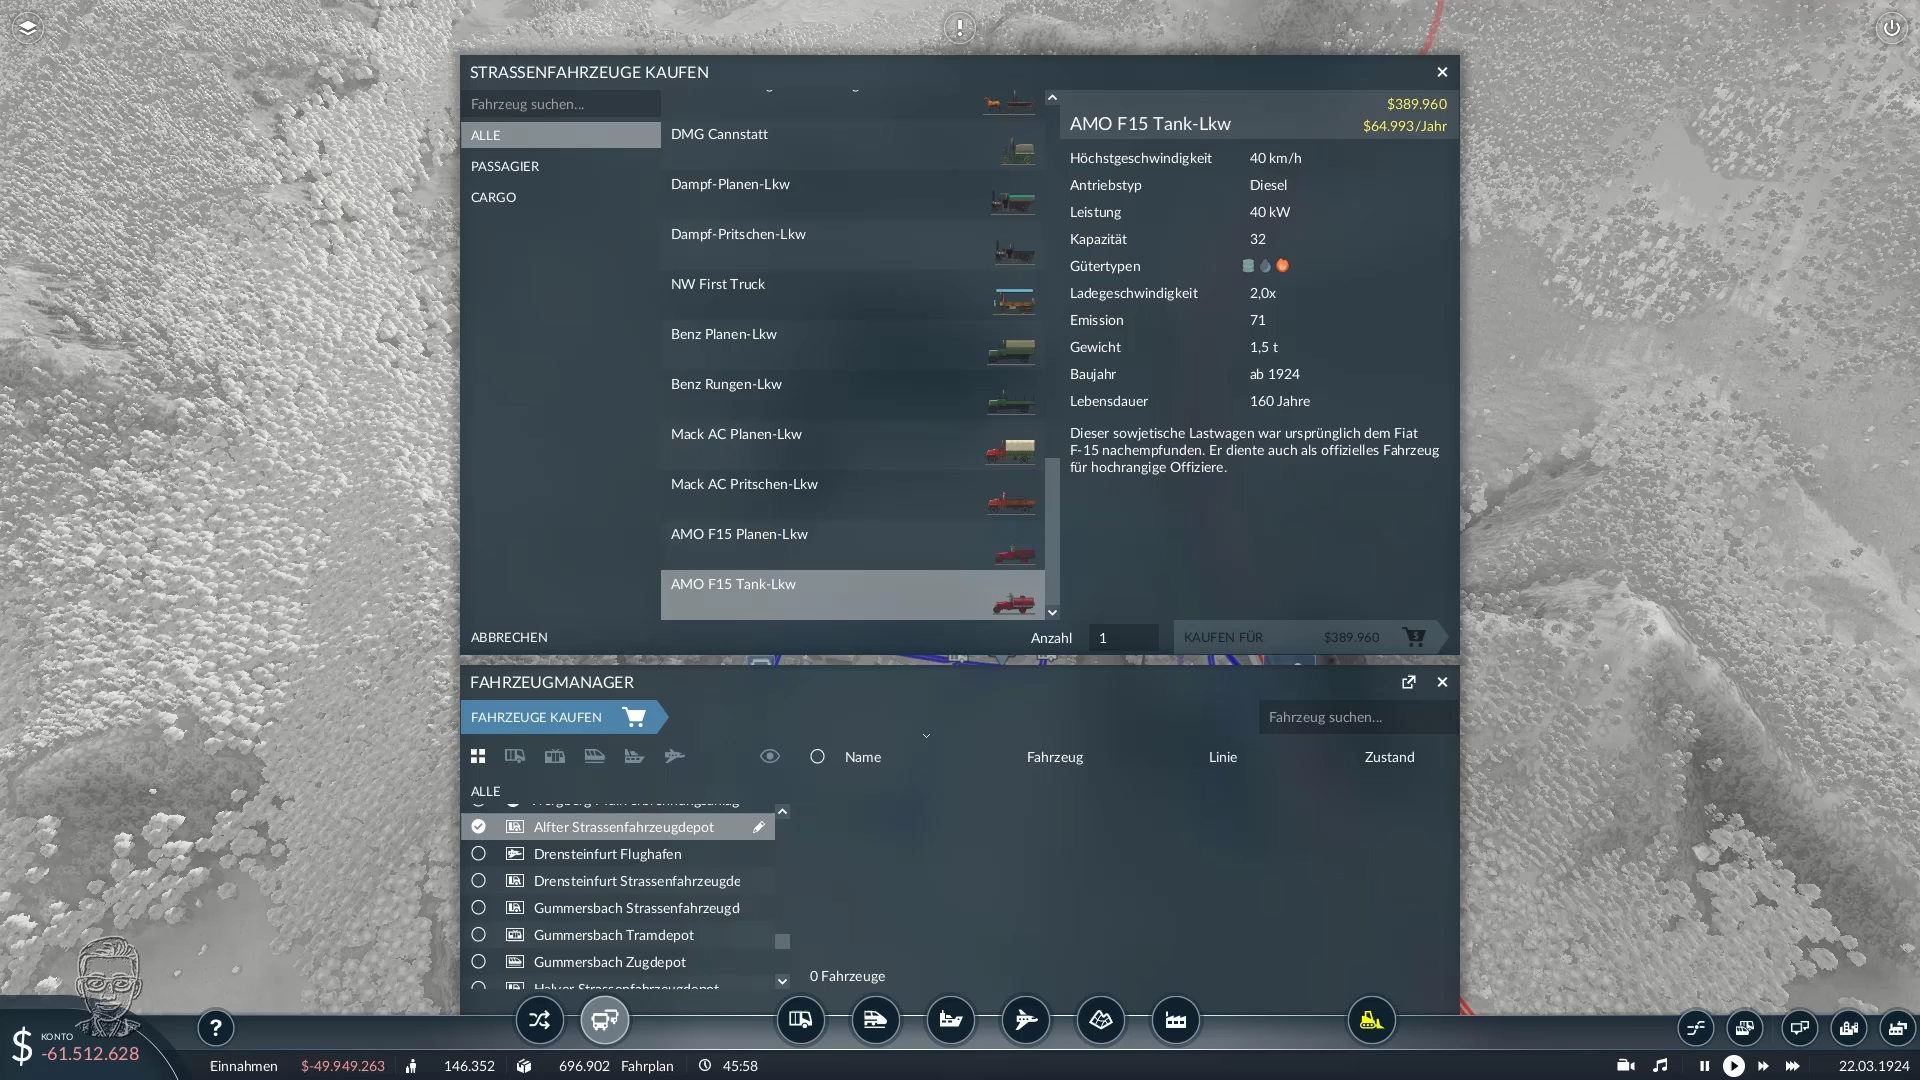 STRASSENFAHRZEUGE KAUFEN
Fahrzeug suchen...
ALLE
PASSAGIER
CARGO
DMG Cannstatt
Dampf-Planen-Lkw
Dampf-Pritschen-Lkw
NW First Truck
Benz Planen-Lkw
Benz Rungen-Lkw
Mack AC Planen-Lkw
Mack AC Pritschen-Lkw
AMO F15 Planen-Lkw
AMO F15 Tank-Lkw
$389.960
AMO F15 Tank-Lkw
$64.993/Jahr
Höchstgeschwindigkeit 40 km/h
Antriebstyp Diesel
Leistung 40 kW
Kapazität 32
Gütertypen
Ladegeschwindigkeit 2,0x
Emission 71
Gewicht 1,5 t
Baujahr ab 1924
Lebensdauer 160 Jahre
Dieser sowjetische Lastwagen war ursprünglich dem Fiat
F-15 nachempfunden. Er diente auch als offizielles Fahrzeug
für hochrangige Offiziere.
ABBRECHEN
Anzahl 1
KAUFEN FÜR $389.960
FAHRZEUGMANAGER
FAHRZEUGE KAUFEN
Fahrzeug suchen...
Name Fahrzeug Linie Zustand
ALLE
Alfter Strassenfahrzeugdepot
Drensteinfurt Flughafen
Drensteinfurt Strassenfahrzeugde
Gummersbach Strassenfahrzeugd
Gummersbach Tramdepot
Gummersbach Zugdepot
Halver Strassenfahrzeugdepot
0 Fahrzeuge
$ KONTO
-61.512.628
?
Einnahmen $-49.949.263 146.352 696.902 Fahrplan 45:58
22.03.1924